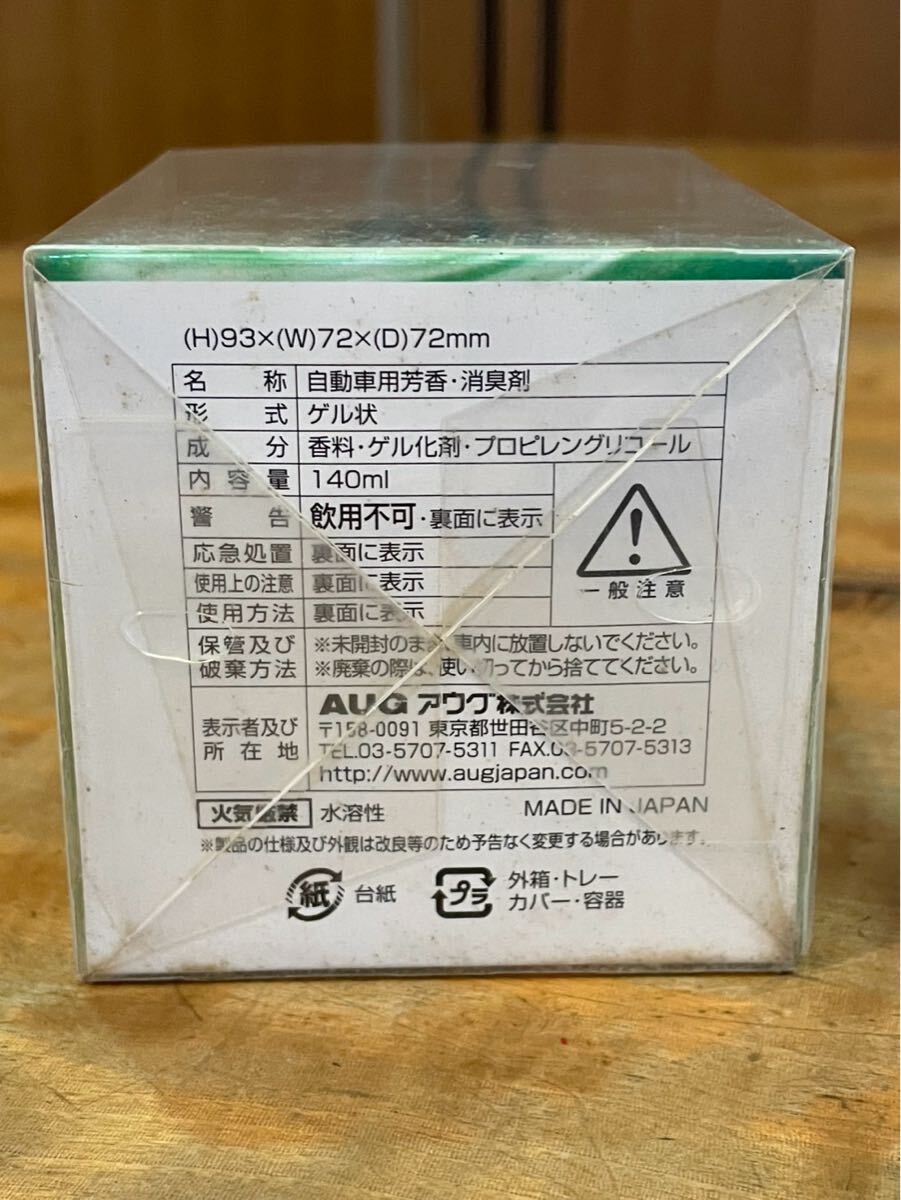 (H)93×(W)72×(D)72mm
名称 自動車用芳香・消臭剤
形式 ゲル状
成分 香料・ゲル化剤・プロピレングリコール
内容量 140ml
警告 飲用不可・裏面に表示
応急処置 裏面に表示
使用上の注意 裏面に表示
使用方法 裏面に表示
一般注意
保管及び破棄方法 ※未開封のまま、車内に放置しないでください。
※廃棄の際は、使い切ってから捨ててください。
表示者及び所在地 AUG アウグ株式会社
〒158-0091 東京都世田谷区中町5-2-2
TEL.03-5707-5311 FAX.03-5707-5313
http://www.augjapan.com
火気厳禁 水溶性 MADE IN JAPAN
※製品の仕様及び外観は改良等のため予告なく変更する場合があります。
紙 台紙 プラ 外箱・トレー
カバー・容器